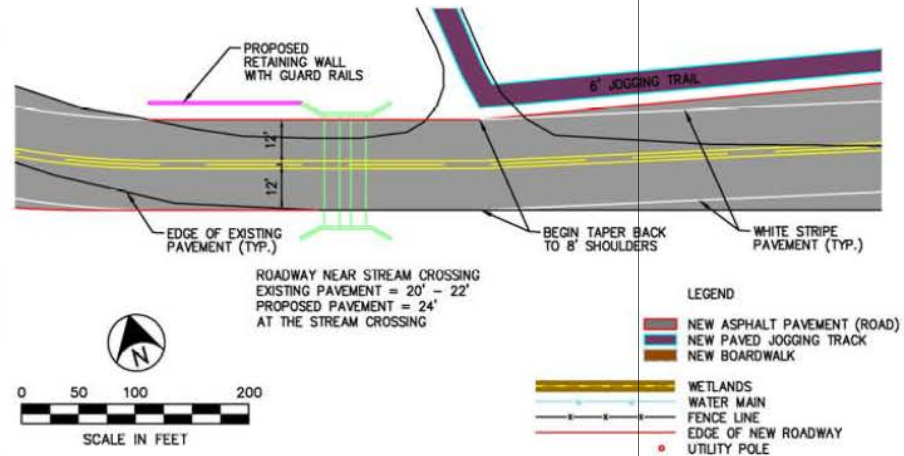 PROPOSED
RETAINING WALL
WITH GUARD RAILS
6' JOGGING TRAIL
12'
12'
EDGE OF EXISTING
PAVEMENT (TYP.)
BEGIN TAPER BACK
TO 8' SHOULDERS
WHITE STRIPE
PAVEMENT (TYP.)
ROADWAY NEAR STREAM CROSSING
EXISTING PAVEMENT = 20' - 22'
PROPOSED PAVEMENT = 24'
AT THE STREAM CROSSING
N
0 50 100 200
SCALE IN FEET
LEGEND
NEW ASPHALT PAVEMENT (ROAD)
NEW PAVED JOGGING TRACK
NEW BOARDWALK
WETLANDS
WATER MAIN
FENCE LINE
EDGE OF NEW ROADWAY
UTILITY POLE